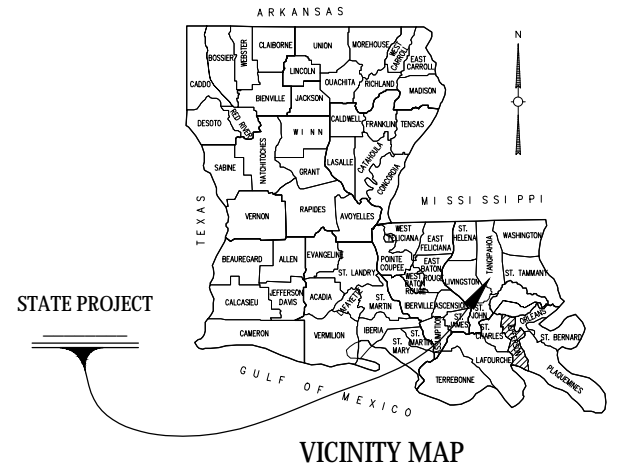 ARKANSAS
N
CLAIBORNE
UNION
MOREHOUSE
WEST
CARROLL
EAST
CARROLL
BOSSIER
WEBSTER
LINCOLN
CADDO
OUACHITA
RICHLAND
MADISON
BIENVILLE
JACKSON
DESOTO
RED RIVER
CALDWELL
FRANKLIN
TENSAS
WINN
NATCHITOCHES
SABINE
GRANT
LASALLE
CATAHOULA
CONCORDIA
TEXAS
MISSISSIPPI
VERNON
RAPIDES
AVOYELLES
WEST
FELICIANA
EAST
FELICIANA
ST.
HELENA
TANGIPAHOA
WASHINGTON
BEAUREGARD
ALLEN
EVANGELINE
ST. LANDRY
POINTE
COUPEE
WEST
BATON
ROUGE
EAST
BATON
ROUGE
LIVINGSTON
ST. TAMMANY
STATE PROJECT
CALCASIEU
JEFFERSON
DAVIS
ACADIA
LAFAYETTE
ST.
MARTIN
IBERVILLE
ASCENSION
ST.
JAMES
ST.
JOHN
ORLEANS
CAMERON
VERMILION
IBERIA
ST.
MARY
ST.
MARTIN
ASSUMPTION
ST.
CHARLES
ST. BERNARD
LAFOURCHE
TERREBONNE
PLAQUEMINES
GULF OF MEXICO
VICINITY MAP